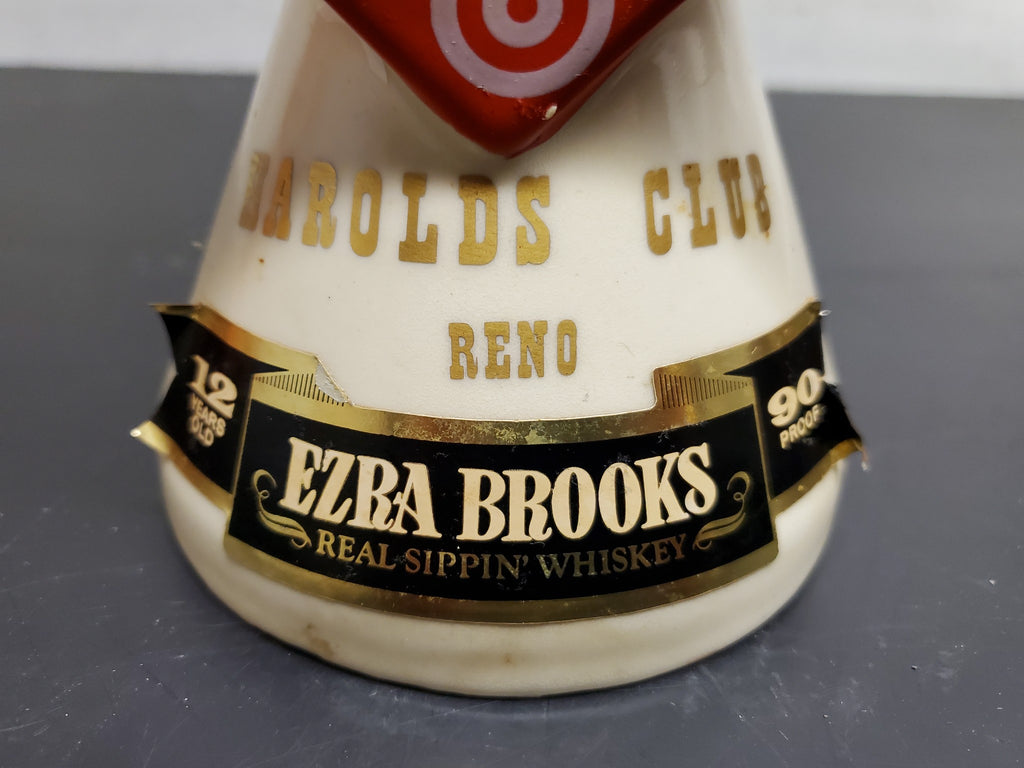 HAROLDS CLUB
RENO
12
YEARS
OLD
EZRA BROOKS
REAL SIPPIN' WHISKEY
90
PROOF